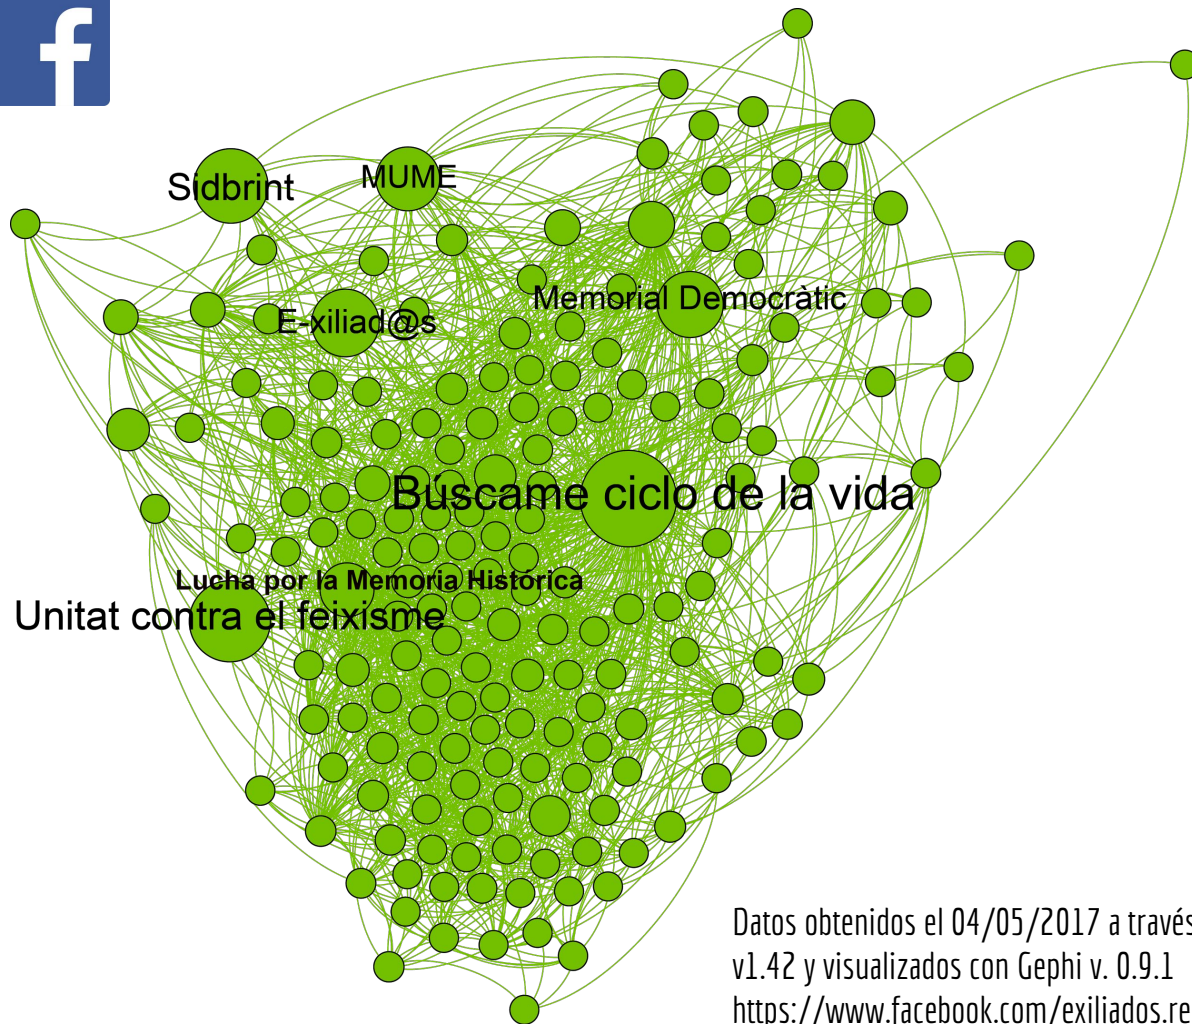 f
Sidbrint
MUME
Memorial Democràtic
E-xiliad@s
Búscame ciclo de la vida
Lucha por la Memoria Histórica
Unitat contra el feixisme
Datos obtenidos el 04/05/2017 a través
v1.42 y visualizados con Gephi v. 0.9.1
https://www.facebook.com/exiliados.re